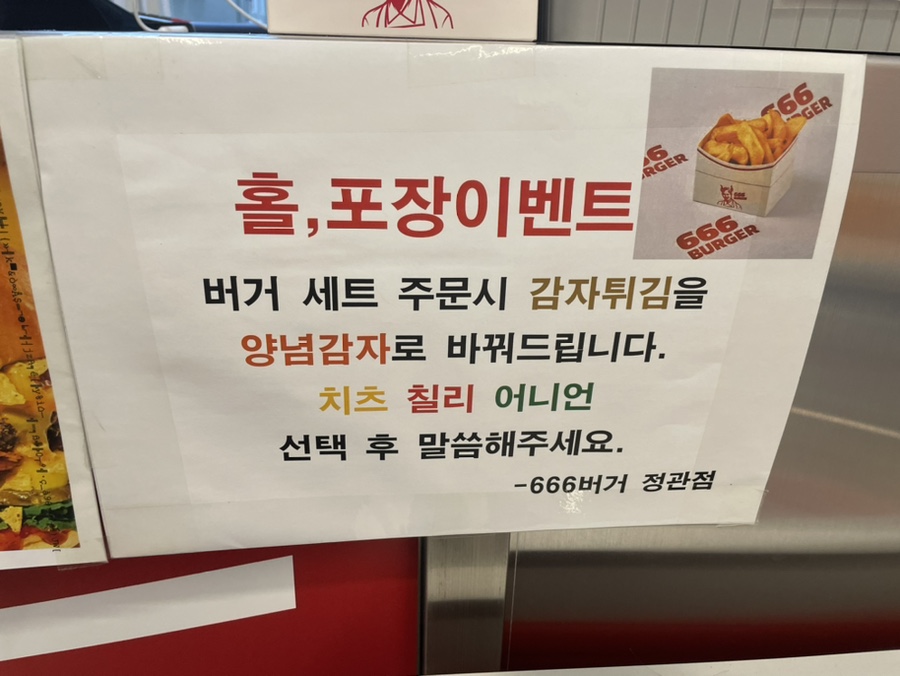 홀,포장이벤트
버거 세트 주문시 감자튀김을
양념감자로 바꿔드립니다.
치즈 칠리 어니언
선택 후 말씀해주세요.
-666버거 정관점
666
BURGER
666
BURGER